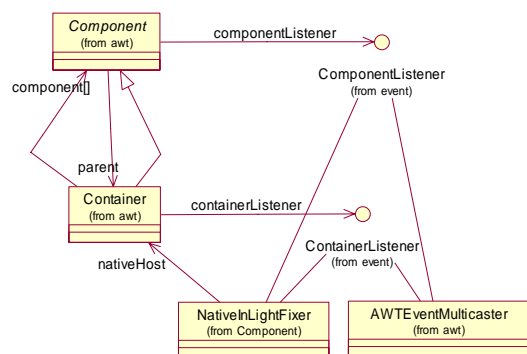 Component
(from awt)
componentListener
component[]
ComponentListener
(from event)
parent
Container
(from awt)
containerListener
ContainerListener
(from event)
nativeHost
NativeInLightFixer
(from Component)
AWTEventMulticaster
(from awt)